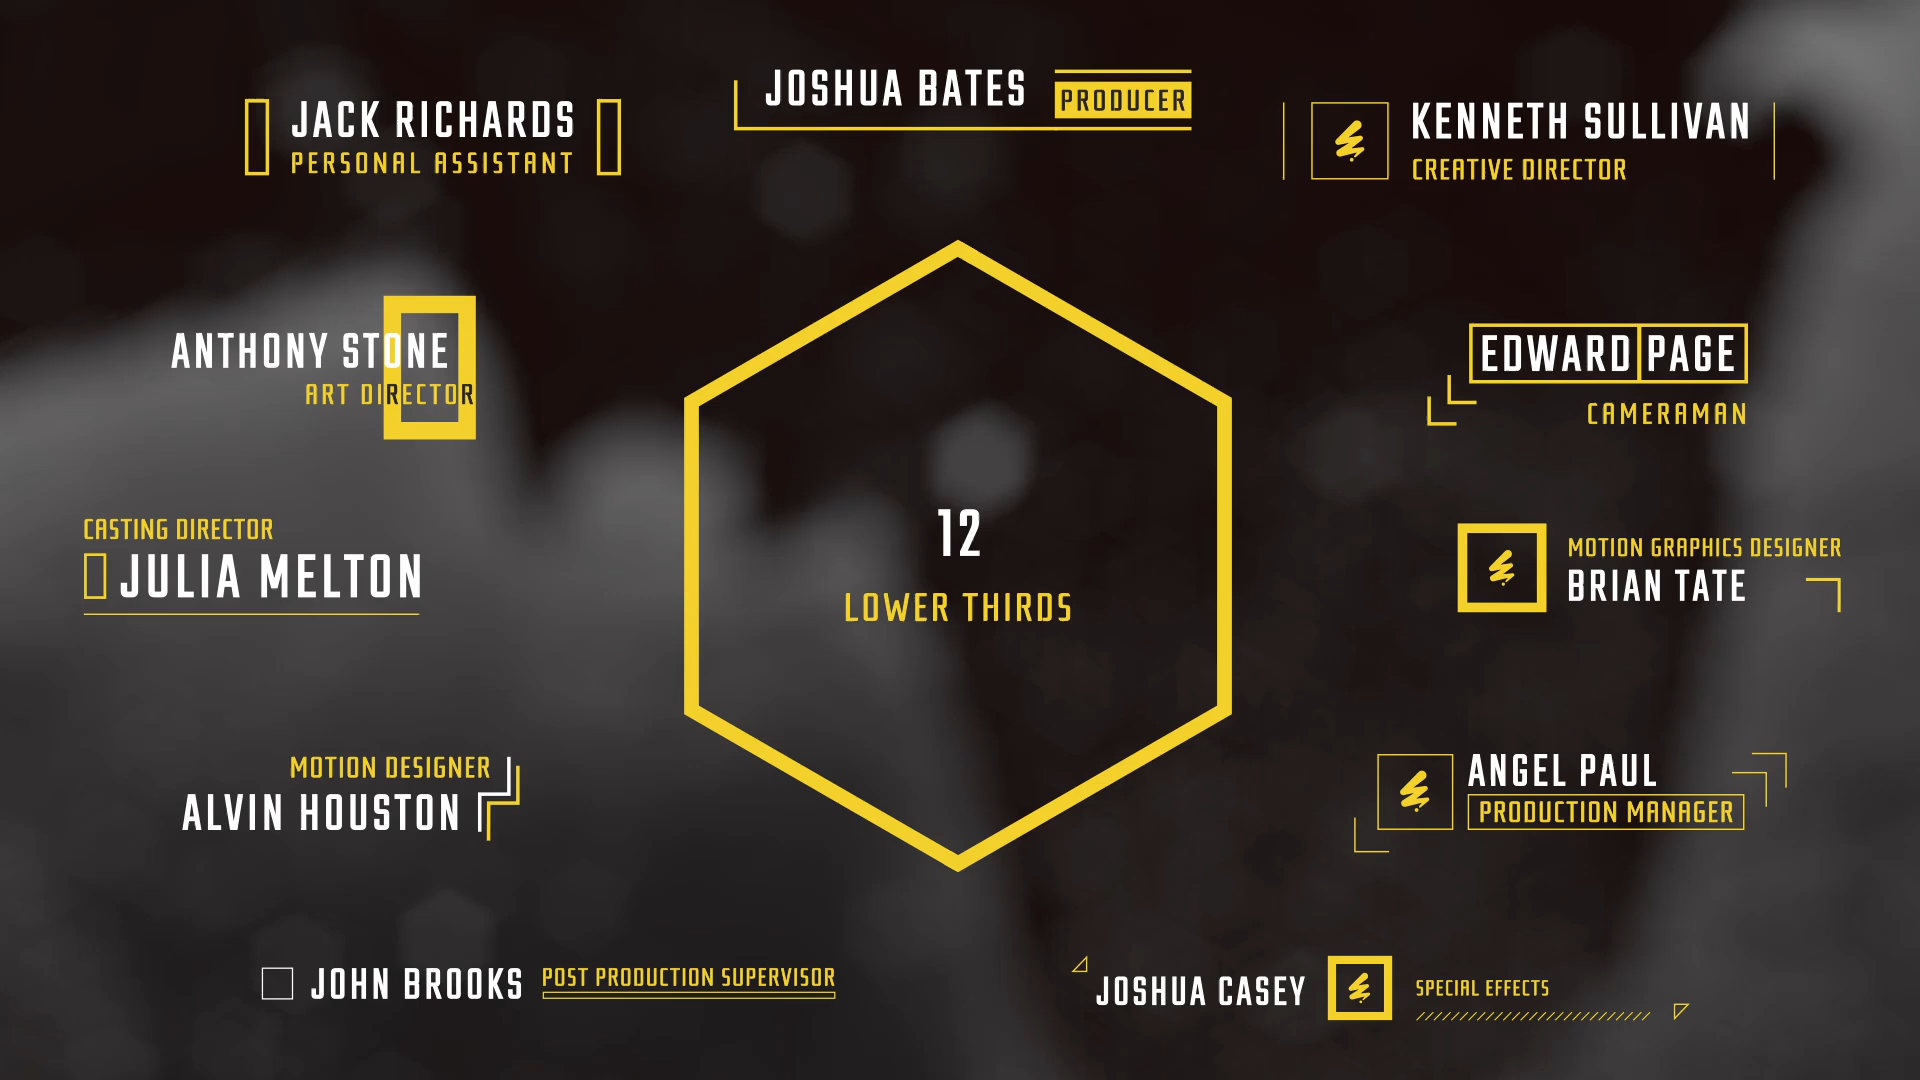 JACK RICHARDS
PERSONAL ASSISTANT
JOSHUA BATES PRODUCER
KENNETH SULLIVAN
CREATIVE DIRECTOR
ANTHONY STONE
ART DIRECTOR
EDWARD PAGE
CAMERAMAN
CASTING DIRECTOR
JULIA MELTON
12
LOWER THIRDS
MOTION GRAPHICS DESIGNER
BRIAN TATE
MOTION DESIGNER
ALVIN HOUSTON
ANGEL PAUL
PRODUCTION MANAGER
JOHN BROOKS POST PRODUCTION SUPERVISOR
JOSHUA CASEY SPECIAL EFFECTS